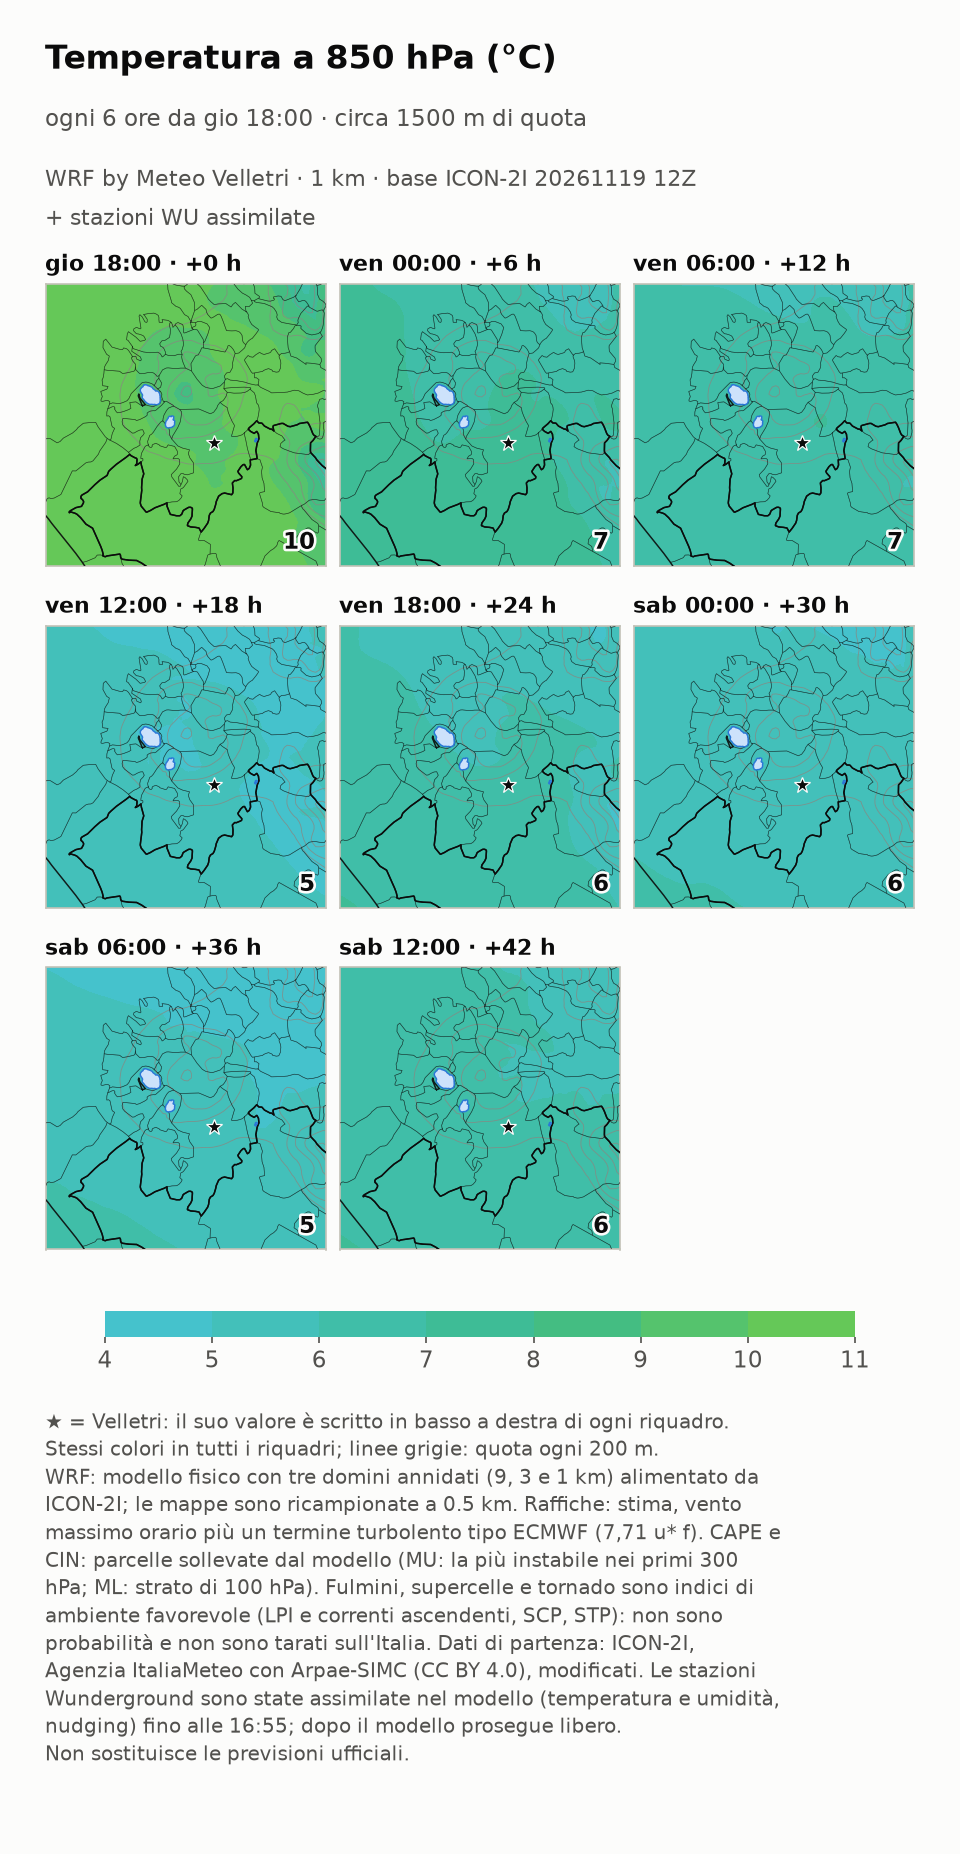 Temperatura a 850 hPa (°C)
ogni 6 ore da gio 18:00 · circa 1500 m di quota
WRF by Meteo Velletri · 1 km · base ICON-2I 20261119 12Z
+ stazioni WU assimilate
gio 18:00 · +0 h
ven 00:00 · +6 h
ven 06:00 · +12 h
10
7
7
ven 12:00 · +18 h
ven 18:00 · +24 h
sab 00:00 · +30 h
5
6
6
sab 06:00 · +36 h
sab 12:00 · +42 h
5
6
4 5 6 7 8 9 10 11
★ = Velletri: il suo valore è scritto in basso a destra di ogni riquadro.
Stessi colori in tutti i riquadri; linee grigie: quota ogni 200 m.
WRF: modello fisico con tre domini annidati (9, 3 e 1 km) alimentato da
ICON-2I; le mappe sono ricampionate a 0.5 km. Raffiche: stima, vento
massimo orario più un termine turbolento tipo ECMWF (7,71 u* f). CAPE e
CIN: parcelle sollevate dal modello (MU: la più instabile nei primi 300
hPa; ML: strato di 100 hPa). Fulmini, supercelle e tornado sono indici di
ambiente favorevole (LPI e correnti ascendenti, SCP, STP): non sono
probabilità e non sono tarati sull'Italia. Dati di partenza: ICON-2I,
Agenzia ItaliaMeteo con Arpae-SIMC (CC BY 4.0), modificati. Le stazioni
Wunderground sono state assimilate nel modello (temperatura e umidità,
nudging) fino alle 16:55; dopo il modello prosegue libero.
Non sostituisce le previsioni ufficiali.